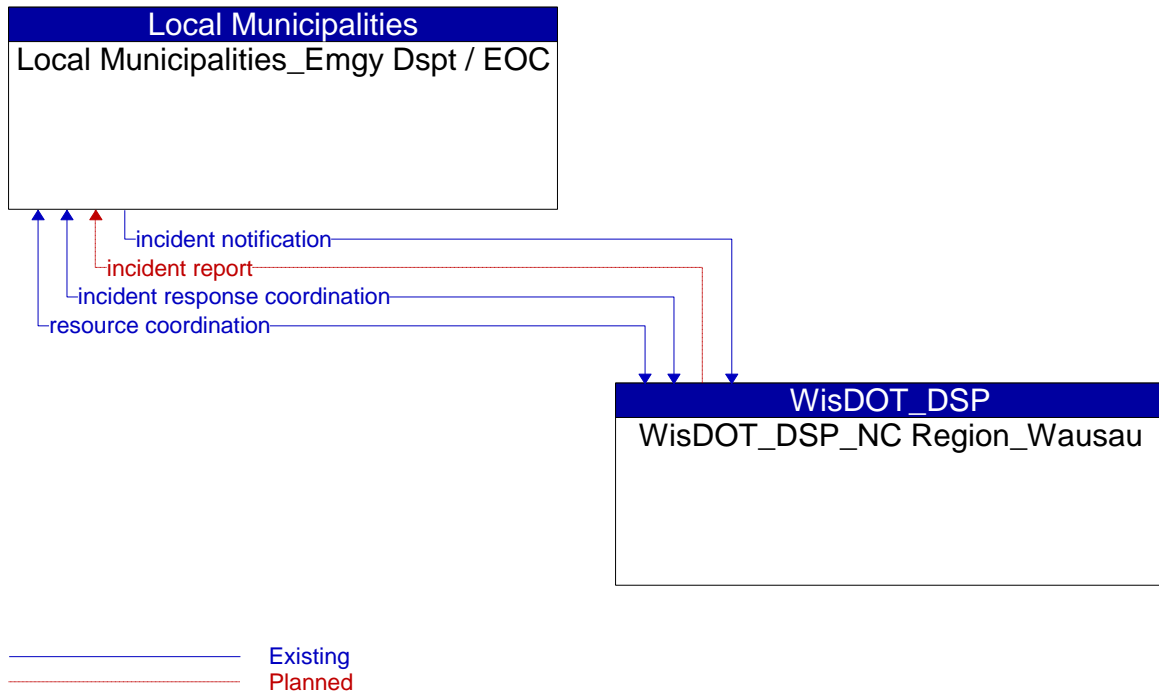 Local Municipalities
Local Municipalities_Emgy Dspt / EOC
incident notification
incident report
incident response coordination
resource coordination
WisDOT_DSP
WisDOT_DSP_NC Region_Wausau
Existing
Planned